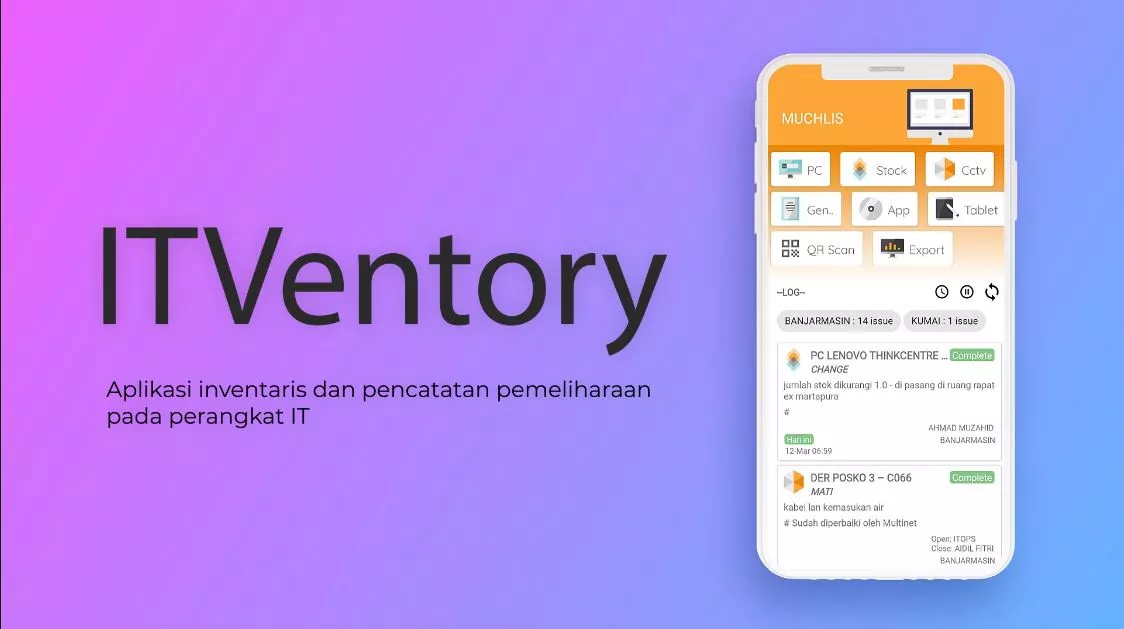 ITVentory
Aplikasi inventaris dan pencatatan pemeliharaan
pada perangkat IT
MUCHLIS
PC
Stock
Cctv
Gen..
App
Tablet
QR Scan
Export
--LOG--
BANJARMASIN : 14 issue
KUMAI : 1 issue
PC LENOVO THINKCENTRE ...
Complete
CHANGE
jumlah stok dikurangi 1.0 - di pasang di ruang rapat
ex martapura
#
AHMAD MUZAHID
Hari ini
BANJARMASIN
12-Mar 06:59
DER POSKO 3 – C066
Complete
MATI
kabel lan kemasukan air
# Sudah diperbaiki oleh Multinet
Open: ITOPS
Close: AIDIL FITRI
BANJARMASIN